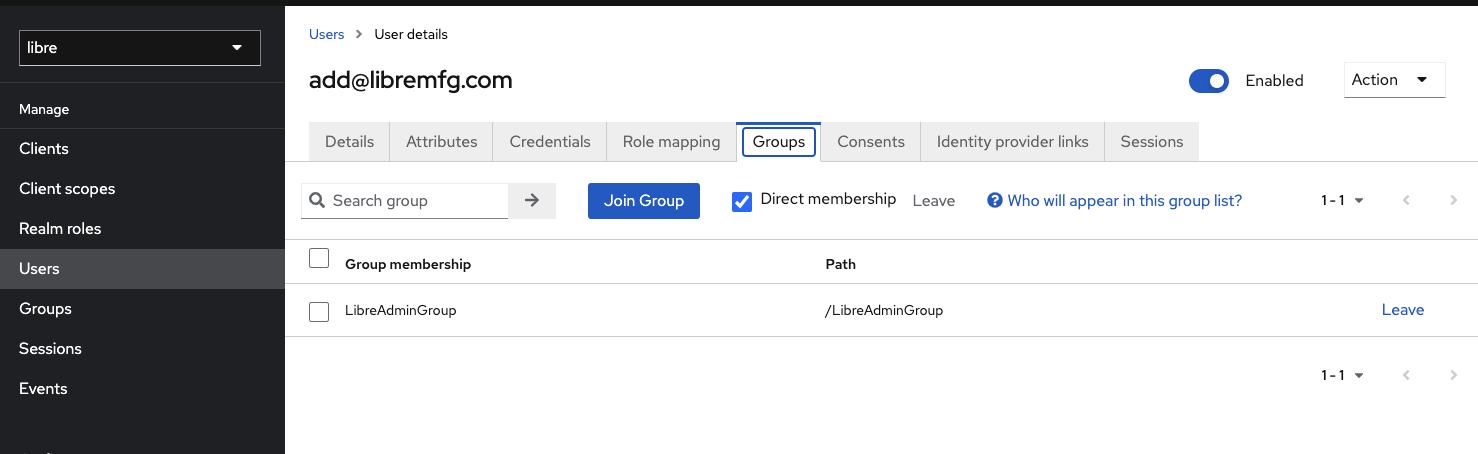 libre
Manage
Clients
Client scopes
Realm roles
Users
Groups
Sessions
Events
Users > User details
add@libremfg.com
Enabled
Action
Details Attributes Credentials Role mapping Groups Consents Identity provider links Sessions
Search group Join Group Direct membership Leave Who will appear in this group list? 1 - 1
Group membership Path
LibreAdminGroup /LibreAdminGroup Leave
1 - 1